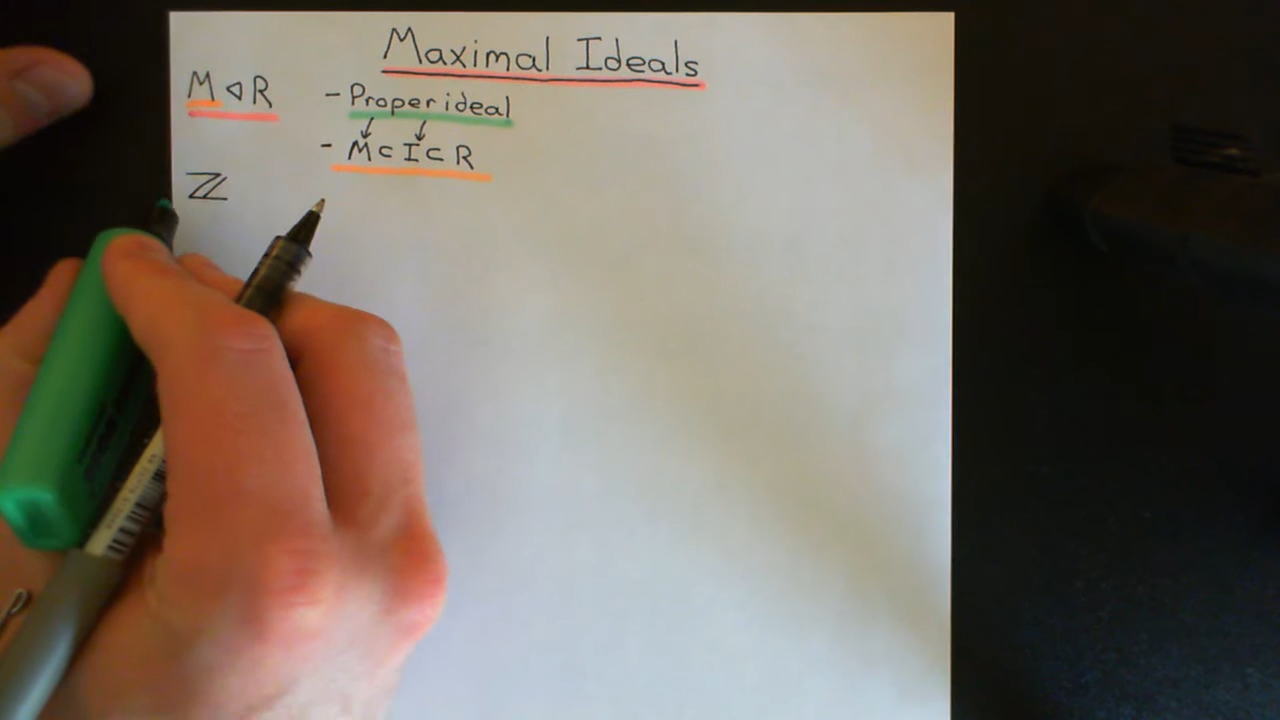 Maximal Ideals
M ⊲ R - Proper ideal
↓ ↓
- M ⊂ I ⊂ R
ℤ